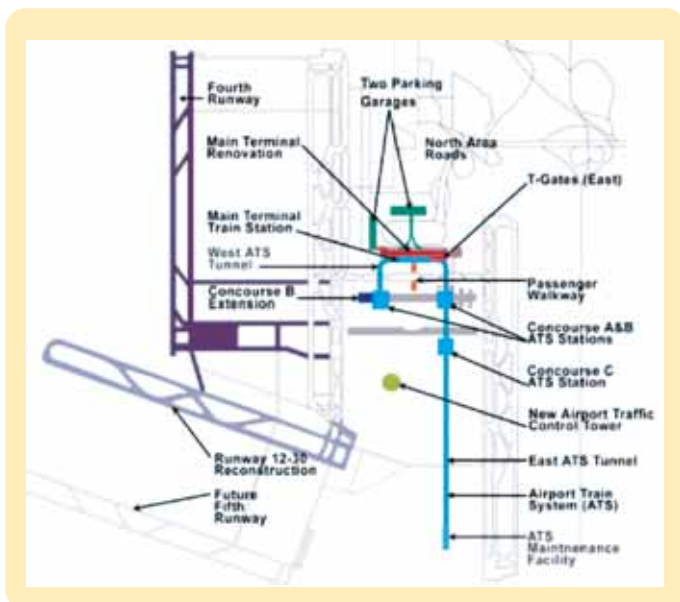 Fourth
Runway
Two Parking
Garages
Main Terminal
Renovation
North Area
Roads
T-Gates (East)
Main Terminal
Train Station
West ATS
Tunnel
Concourse B
Extension
Passenger
Walkway
Concourse A&B
ATS Stations
Concourse C
ATS Station
New Airport Traffic
Control Tower
Runway 12-30
Reconstruction
East ATS Tunnel
Future
Fifth
Runway
Airport Train
System (ATS)
ATS
Maintnenance
Facility